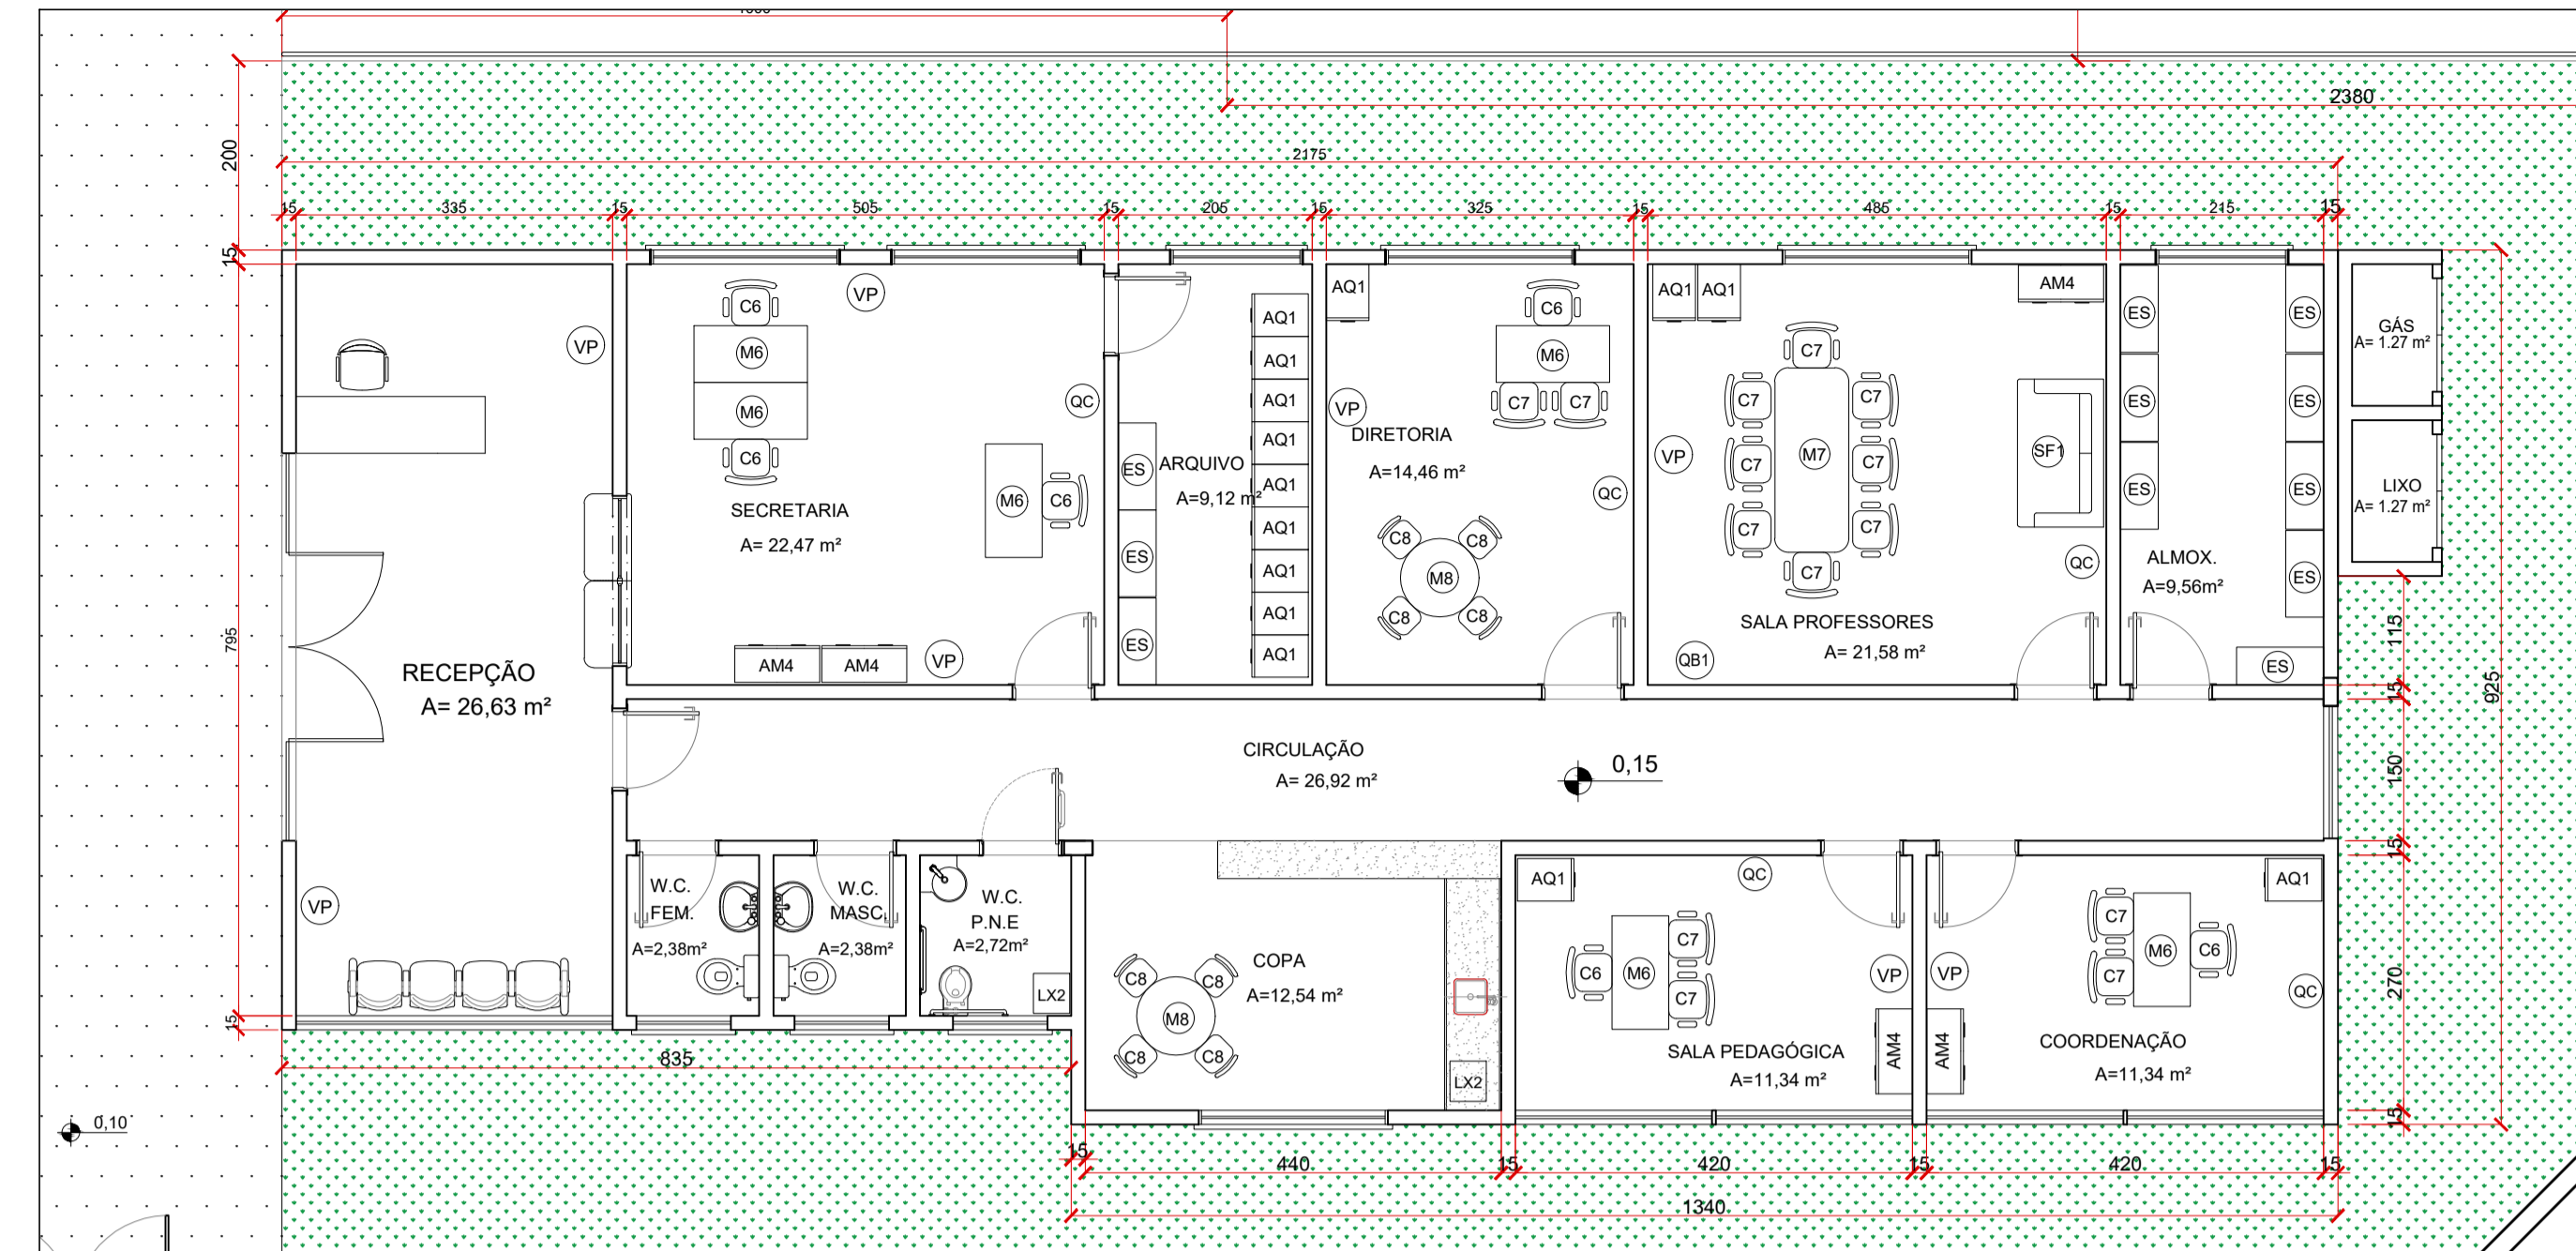 2380
200
2175
15 335 15 505 15 205 15 325 15 485 15 215 15
15
VP
C6
M6
M6
C6
VP
QC
M6 C6
SECRETARIA
A= 22,47 m²
AM4 AM4 VP
RECEPÇÃO
A= 26,63 m²
VP
795
15
AQ1
AQ1
AQ1
AQ1
AQ1
AQ1
AQ1
AQ1
AQ1
ES
ES
ES
ARQUIVO
A=9,12 m²
AQ1
C6
M6
C7 C7
VP
DIRETORIA
A=14,46 m²
QC
C8 C8
M8
C8 C8
AQ1 AQ1
AM4
C7
C7 C7
C7 M7 C7
C7 C7
C7
VP
SF1
QC
SALA PROFESSORES
A= 21,58 m²
QB1
ES ES
ES ES
ES ES
ES
ES
ALMOX.
A=9,56m²
GÁS
A= 1.27 m²
LIXO
A= 1.27 m²
115
15
925
150
15
270
15
CIRCULAÇÃO
A= 26,92 m²
0,15
W.C.
FEM.
A=2,38m²
W.C.
MASC.
A=2,38m²
W.C.
P.N.E
A=2,72m²
LX2
COPA
A=12,54 m²
C8 C8
M8
C8 C8
LX2
AQ1
QC
C7
C6 M6
C7
VP
SALA PEDAGÓGICA
A=11,34 m²
AM4
AM4
VP
AQ1
C7
M6 C6
C7
QC
COORDENAÇÃO
A=11,34 m²
835
0,10
15 440 15 420 15 420 15
1340